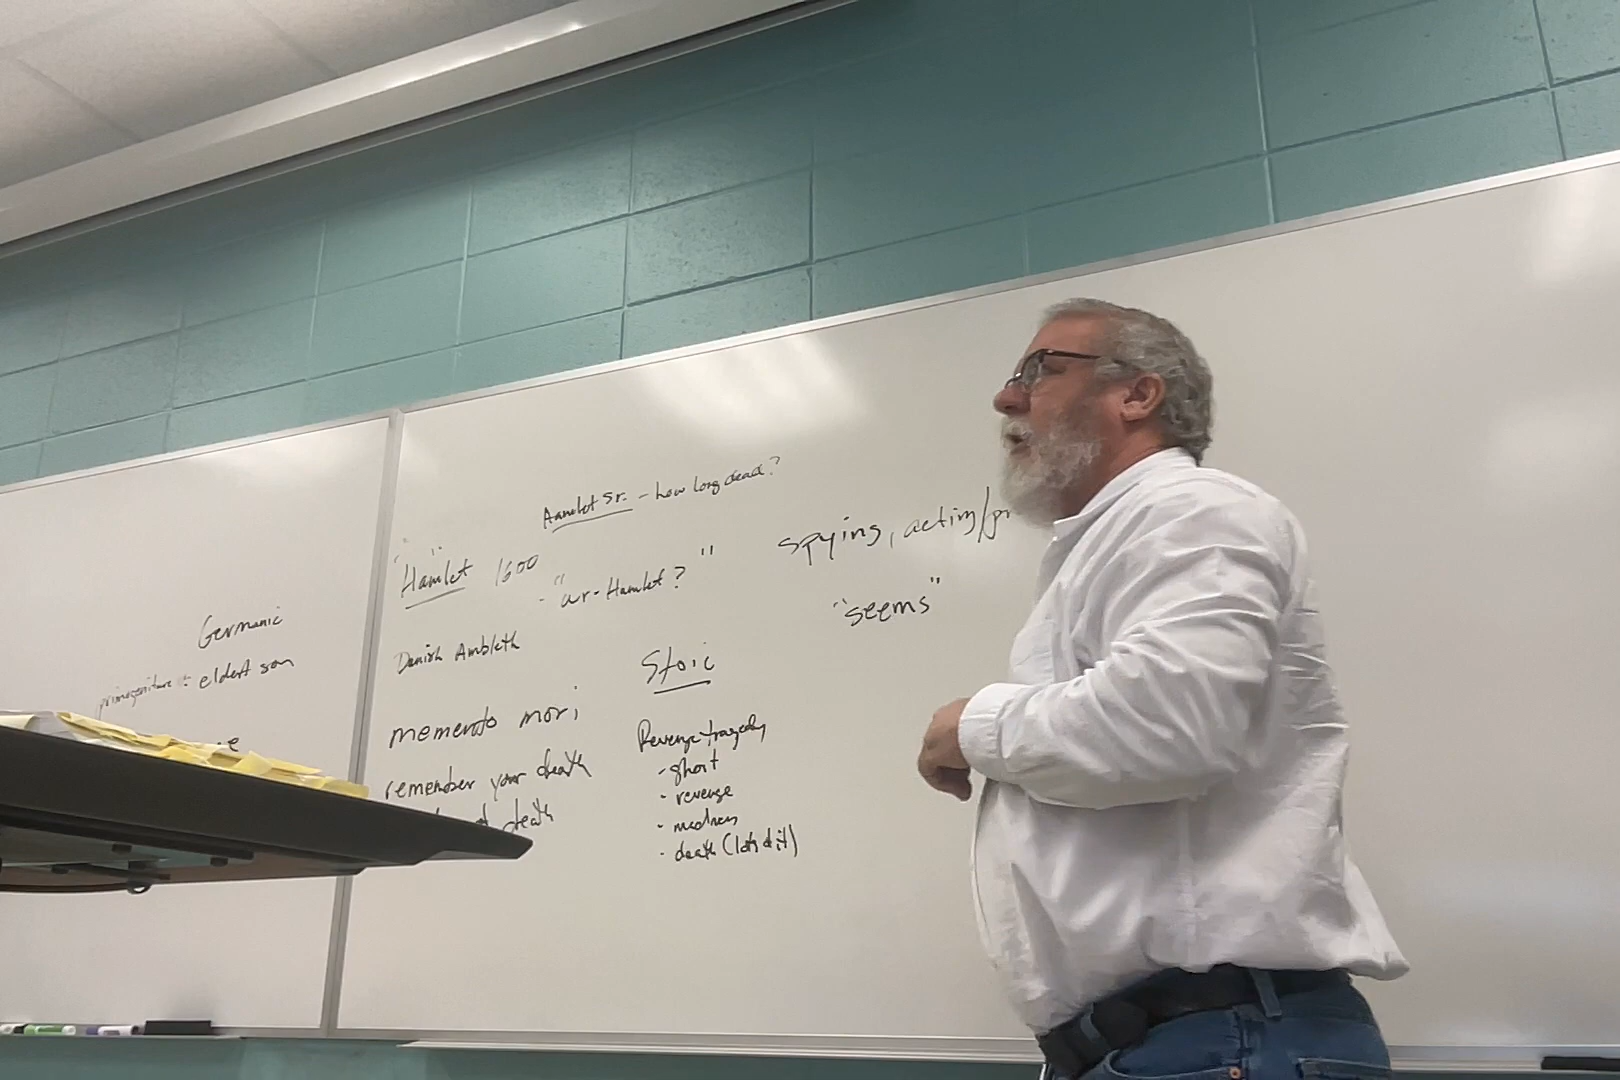 Germanic
primogeniture : eldest son
Hamlet Sr. - how long dead?
"Hamlet" 1600
- "ur-Hamlet?"
Danish Ambleth
memento mori
remember your death
death
Stoic
Revenge tragedy
- ghost
- revenge
- madness
- death (lots of it)
spying, acting/
"seems"